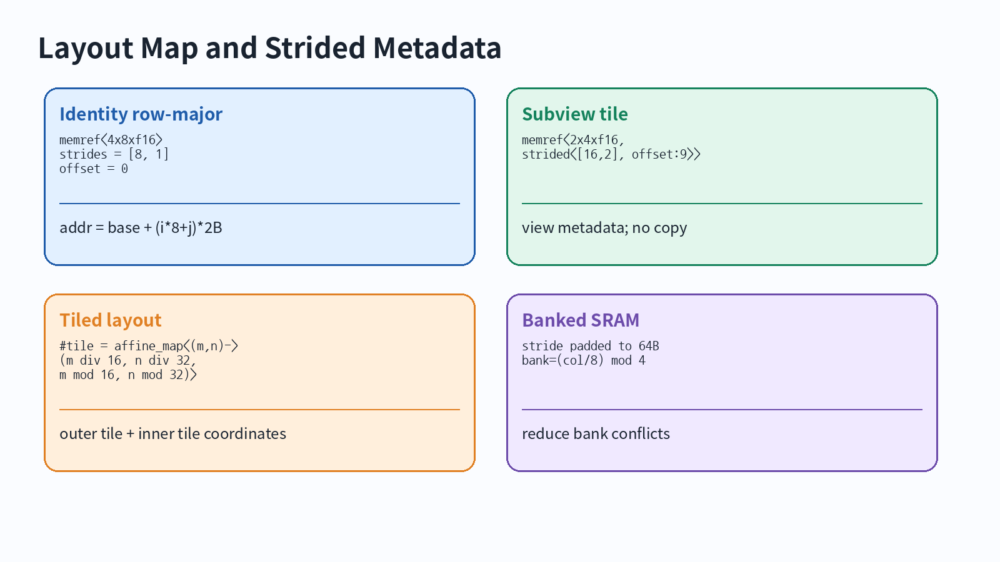 Layout Map and Strided Metadata
Identity row-major
memref<4x8xf16>
strides = [8, 1]
offset = 0
addr = base + (i*8+j)*2B
Subview tile
memref<2x4xf16,
strided<[16,2], offset:9>>
view metadata; no copy
Tiled layout
#tile = affine_map<(m,n)->
(m div 16, n div 32,
m mod 16, n mod 32)>
outer tile + inner tile coordinates
Banked SRAM
stride padded to 64B
bank=(col/8) mod 4
reduce bank conflicts